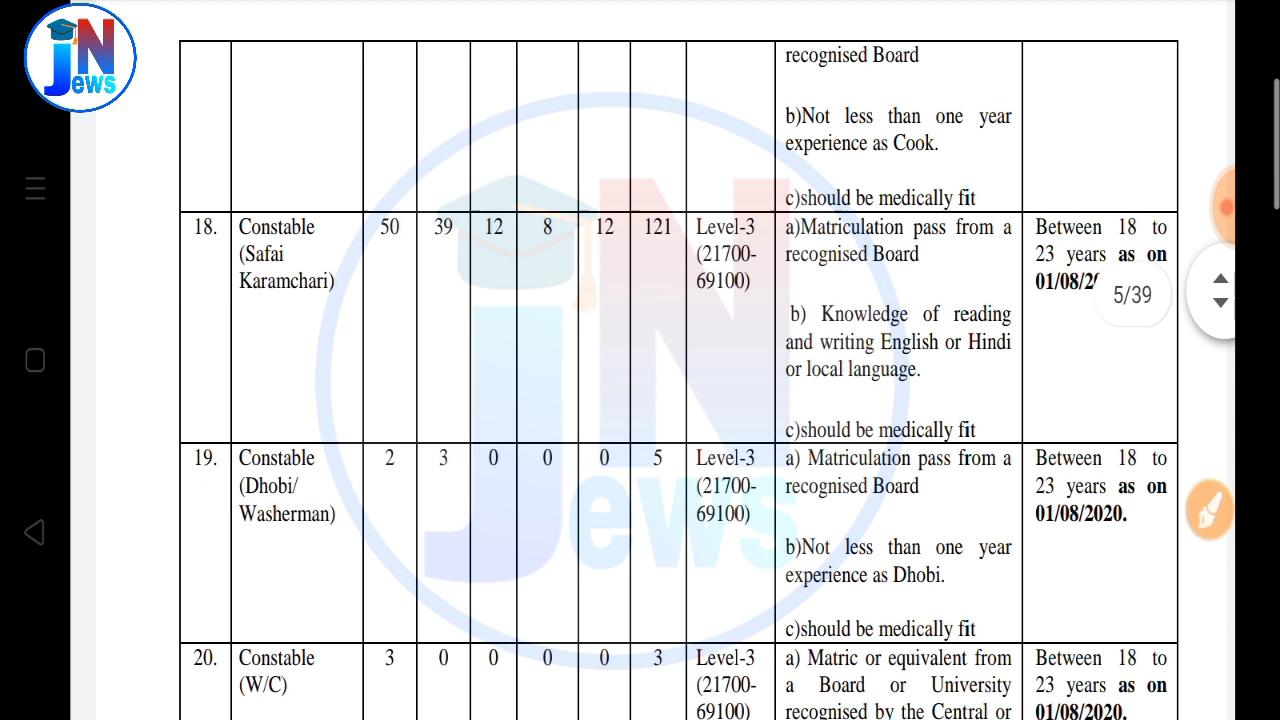 jN
ews
recognised Board
b)Not less than one year
experience as Cook.
c)should be medically fit
18.
Constable
(Safai
Karamchari)
50
39
12
8
12
121
Level-3
(21700-
69100)
a)Matriculation pass from a
recognised Board
b) Knowledge of reading
and writing English or Hindi
or local language.
c)should be medically fit
Between 18 to
23 years as on
01/08/2
5/39
19.
Constable
(Dhobi/
Washerman)
2
3
0
0
0
5
Level-3
(21700-
69100)
a) Matriculation pass from a
recognised Board
b)Not less than one year
experience as Dhobi.
c)should be medically fit
Between 18 to
23 years as on
01/08/2020.
jN
ews
20.
Constable
(W/C)
3
0
0
0
0
3
Level-3
(21700-
69100)
a) Matric or equivalent from
a Board or University
recognised by the Central or
Between 18 to
23 years as on
01/08/2020.